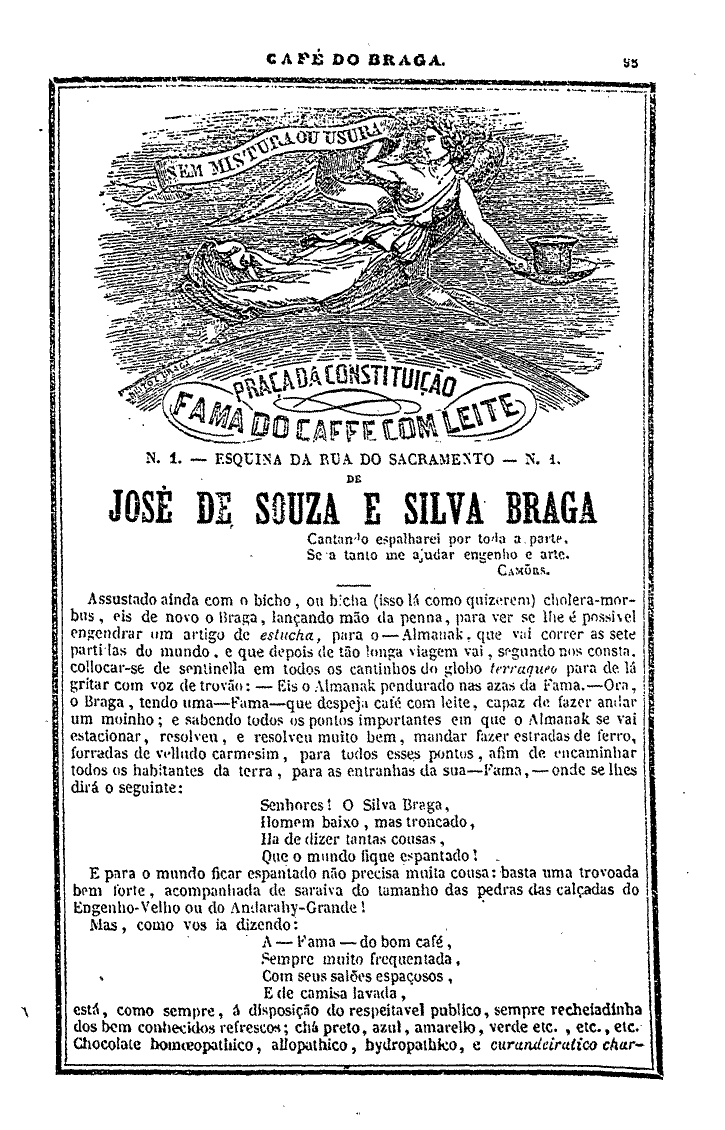 CAFÉ DO BRAGA.
95
SEM MISTURA OU USURA
PRAÇA DA CONSTITUIÇÃO
FAMA DO CAFFE COM LEITE
N. 1. — ESQUINA DA RUA DO SACRAMENTO — N. 1.
DE
JOSÉ DE SOUZA E SILVA BRAGA
Cantando espalharei por toda a parte,
Se a tanto me ajudar engenho e arte.
CAMÕES.
Assustado ainda com o bicho, ou bicha (isso lá como quizerem) cholera-mor-
bus, eis de novo o Braga, lançando mão da penna, para ver se lhe é possivel
engendrar um artigo de estucha, para o—Almanak, que vai correr as sete
partidas do mundo, e que depois de tão longa viagem vai, segundo nos consta,
collocar-se de sentinella em todos os cantinhos do globo terraqueo para de lá
gritar com voz de trovão: — Eis o Almanak pendurado nas azas da Fama.—Ora,
o Braga, tendo uma—Fama—que despeja café com leite, capaz de fazer andar
um moinho; e sabendo todos os pontos importantes em que o Almanak se vai
estacionar, resolveu, e resolveu muito bem, mandar fazer estradas de ferro,
forradas de velludo carmesim, para todos esses pontos, afim de encaminhar
todos os habitantes da terra, para as entranhas da sua—Fama,—onde se lhes
dirá o seguinte:
Senhores! O Silva Braga,
Homem baixo, mas troncado,
Ha de dizer tantas cousas,
Que o mundo fique espantado!
E para o mundo ficar espantado não precisa muita cousa: basta uma trovoada
bem forte, acompanhada de saraiva do tamanho das pedras das calçadas do
Engenho-Velho ou do Andarahy-Grande!
Mas, como vos ia dizendo:
A — Fama — do bom café,
Sempre muito frequentada,
Com seus salões espaçosos,
E de camisa lavada,
está, como sempre, á disposição do respeitavel publico, sempre recheiadinha
dos bem conhecidos refrescos; chá preto, azul, amarello, verde etc., etc., etc.
Chocolate homœopathico, allopathico, hydropathico, e curandeiratico char-